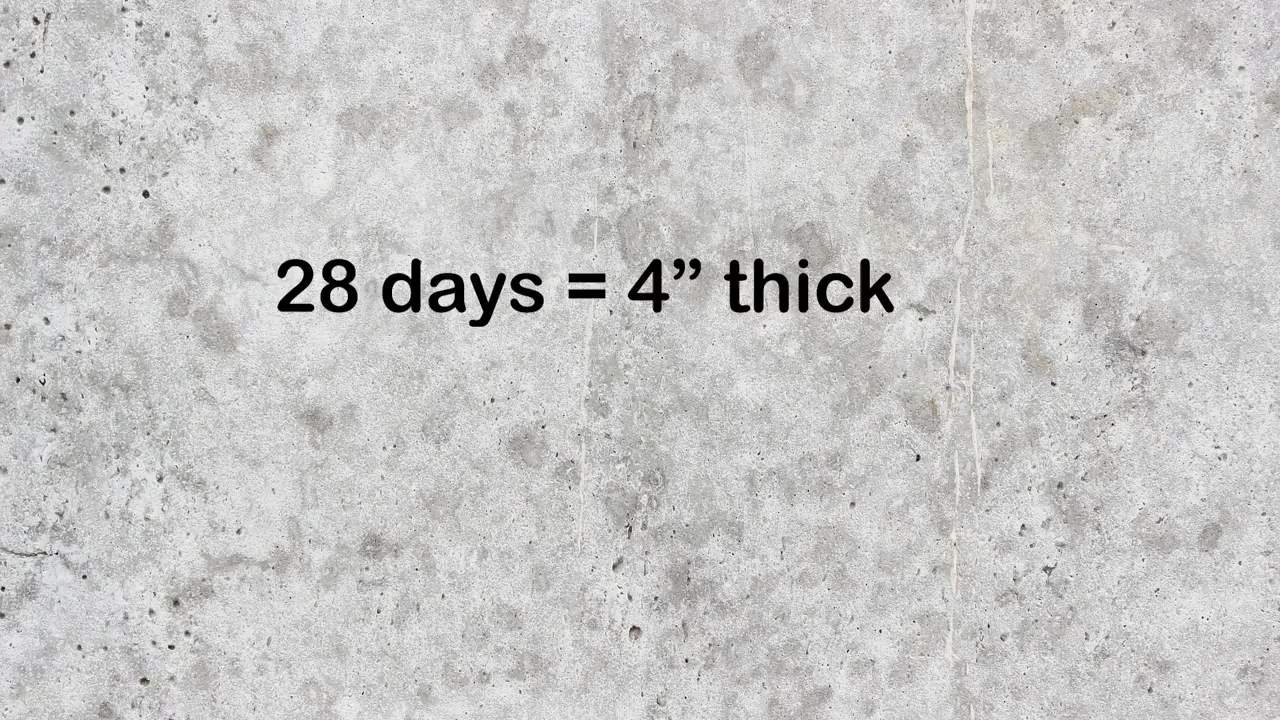 28 days = 4” thick